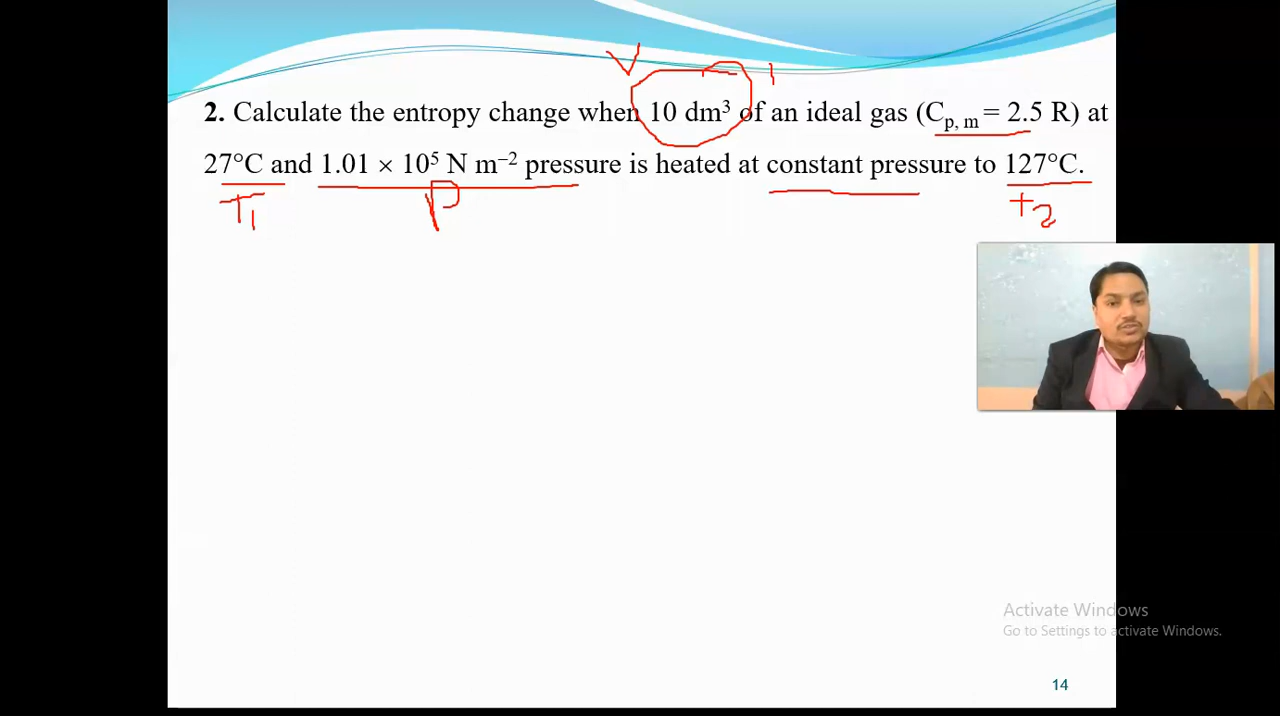 V
2. Calculate the entropy change when 10 dm³ of an ideal gas (Cp, m = 2.5 R) at
27°C and 1.01 × 10⁵ N m⁻² pressure is heated at constant pressure to 127°C.
T1 P T2
Activate Windows
Go to Settings to activate Windows.
14